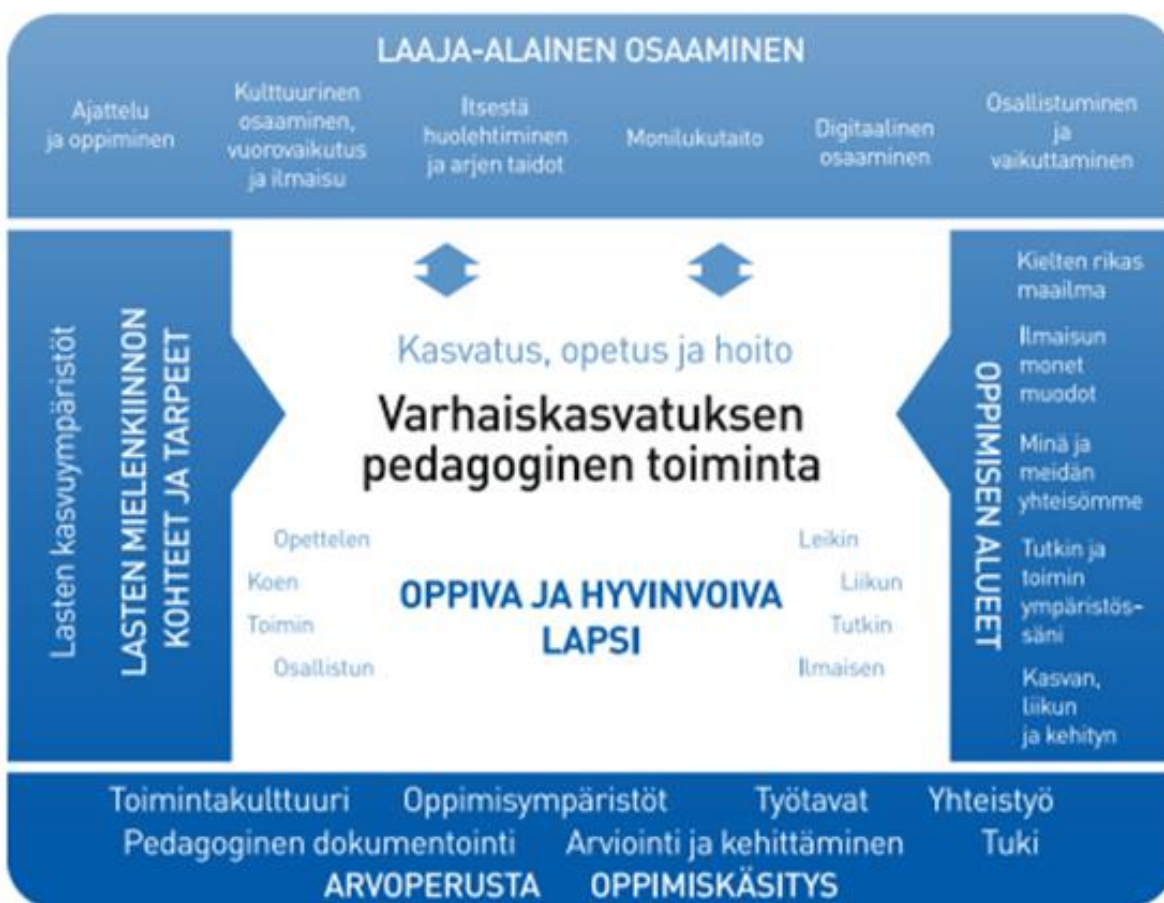 LAAJA-ALAINEN OSAAMINEN
Ajattelu
ja oppiminen
Kulttuurinen
osaaminen,
vuorovaikutus
ja ilmaisu
Itsestä
huolehtiminen
ja arjen taidot
Monilukutaito
Digitaalinen
osaaminen
Osallistuminen
ja
vaikuttaminen
Lasten kasvuympäristöt
LASTEN MIELENKIINNON
KOHTEET JA TARPEET
Kasvatus, opetus ja hoito
Varhaiskasvatuksen
pedagoginen toiminta
Opettelen
Koen
Toimin
Osallistun
OPPIVA JA HYVINVOIVA
LAPSI
Leikin
Liikun
Tutkin
Ilmaisen
OPPIMISEN ALUEET
Kielten rikas
maailma
Ilmaisun
monet
muodot
Minä ja
meidän
yhteisömme
Tutkin ja
toimin
ympäristös-
säni
Kasvan,
liikun
ja kehityn
Toimintakulttuuri Oppimisympäristöt Työtavat Yhteistyö
Pedagoginen dokumentointi Arviointi ja kehittäminen Tuki
ARVOPERUSTA OPPIMISKÄSITYS